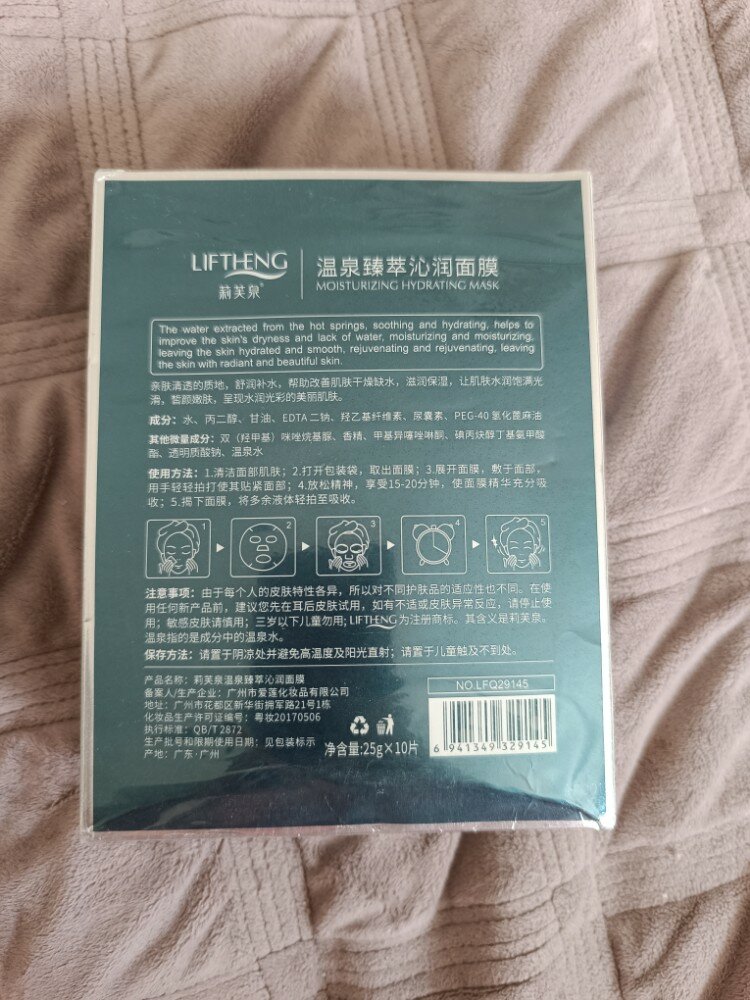 LIFTHENG
莉芙泉®
温泉臻萃沁润面膜
MOISTURIZING HYDRATING MASK
The water extracted from the hot springs, soothing and hydrating, helps to
improve the skin's dryness and lack of water, moisturizing and moisturizing,
leaving the skin hydrated and smooth, rejuvenating and rejuvenating, leaving
the skin with radiant and beautiful skin.
亲肤清透的质地，舒润补水，帮助改善肌肤干燥缺水，滋润保湿，让肌肤水润饱满光
滑，皙颜嫩肤，呈现水润光彩的美丽肌肤。
成分：水、丙二醇、甘油、EDTA 二钠、羟乙基纤维素、尿囊素、PEG-40 氢化蓖麻油
其他微量成分：双（羟甲基）咪唑烷基脲、香精、甲基异噻唑啉酮、碘丙炔醇丁基氨甲酸
酯、透明质酸钠、温泉水
使用方法：1.清洁面部肌肤；2.打开包装袋，取出面膜；3.展开面膜，敷于面部，
用手轻轻拍打使其贴紧面部；4.放松精神，享受15-20分钟，使面膜精华充分吸
收；5.揭下面膜，将多余液体轻拍至吸收。
1
2
3
4
5
注意事项：由于每个人的皮肤特性各异，所以对不同护肤品的适应性也不同。在使
用任何新产品前，建议您先在耳后皮肤试用，如有不适或皮肤异常反应，请停止使
用；敏感皮肤请慎用；三岁以下儿童勿用；LIFTHENG为注册商标。其含义是莉芙泉。
温泉指的是成分中的温泉水。
保存方法：请置于阴凉处并避免高温度及阳光直射；请置于儿童触及不到处。
产品名称：莉芙泉温泉臻萃沁润面膜
备案人/生产企业：广州市爱莲化妆品有限公司
地址：广州市花都区新华街拥军路21号1栋
化妆品生产许可证编号：粤妆20170506
执行标准：QB/T 2872
生产批号和限期使用日期：见包装标示
产地：广东·广州
净含量:25g×10片
NO.LFQ29145
6 941349 329145